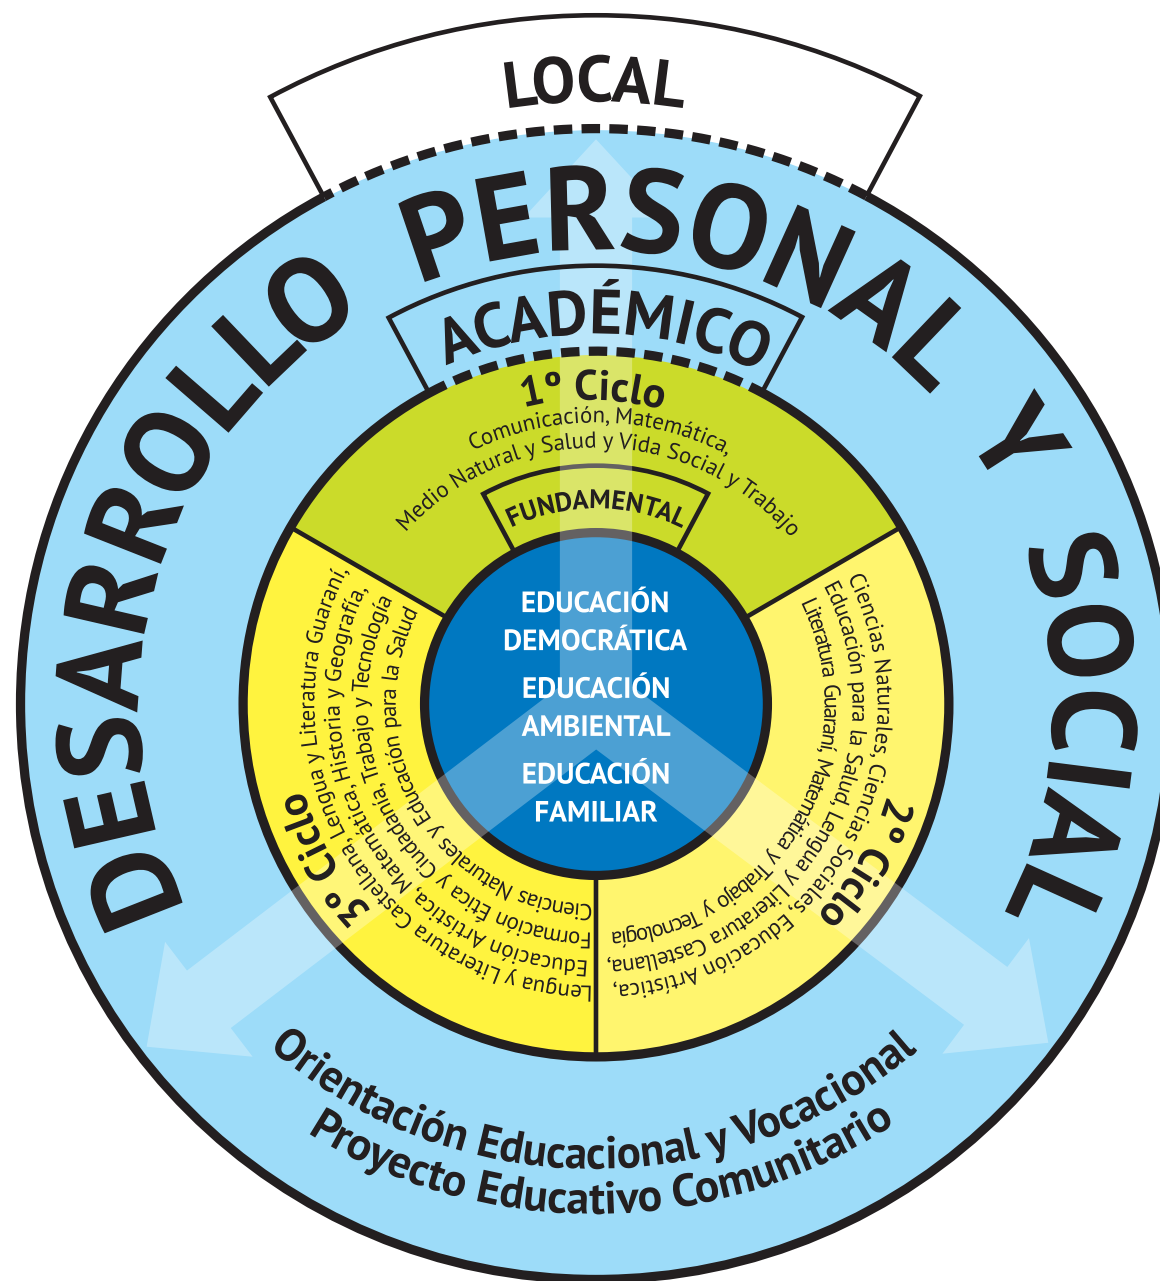 LOCAL
DESARROLLO PERSONAL Y SOCIAL
ACADÉMICO
1º Ciclo
Comunicación, Matemática,
Medio Natural y Salud y Vida Social y Trabajo
FUNDAMENTAL
EDUCACIÓN
DEMOCRÁTICA
EDUCACIÓN
AMBIENTAL
EDUCACIÓN
FAMILIAR
2º Ciclo
Ciencias Naturales, Ciencias Sociales, Educación Artística,
Educación para la Salud, Lengua y Literatura Castellana,
Literatura Guaraní, Matemática y Trabajo y Tecnología
3º Ciclo
Lengua y Literatura Castellana, Lengua y Literatura Guaraní,
Educación Artística, Matemática, Historia y Geografía,
Formación Ética y Ciudadanía, Trabajo y Tecnología
Ciencias Naturales y Educación para la Salud
Orientación Educacional y Vocacional
Proyecto Educativo Comunitario